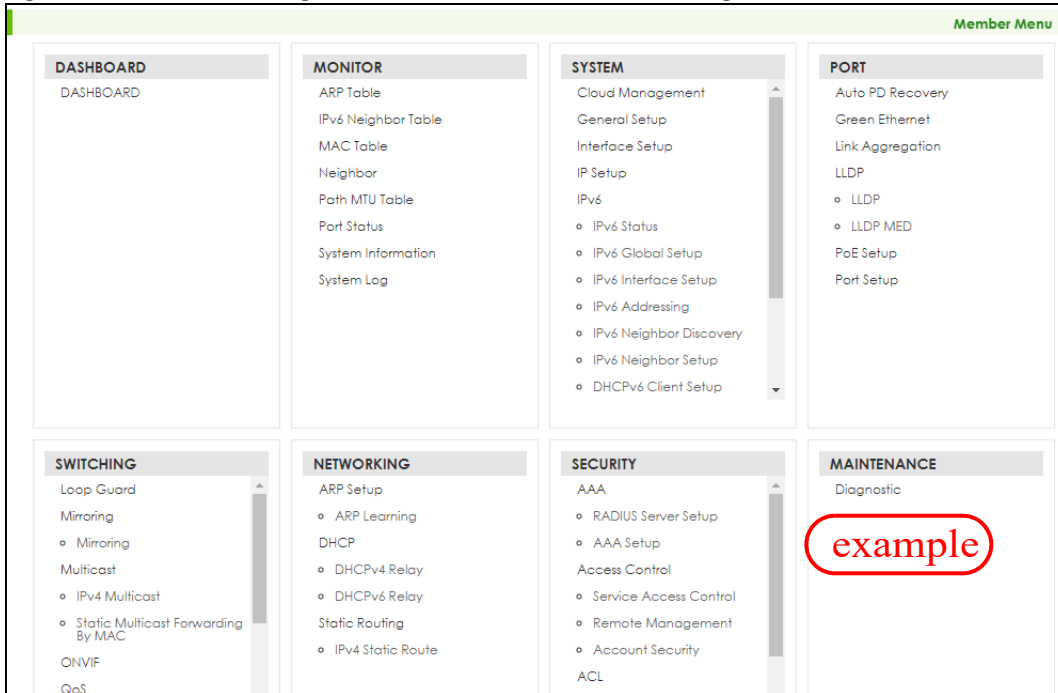 Member Menu
DASHBOARD
DASHBOARD
MONITOR
ARP Table
IPv6 Neighbor Table
MAC Table
Neighbor
Path MTU Table
Port Status
System Information
System Log
SYSTEM
Cloud Management
General Setup
Interface Setup
IP Setup
IPv6
IPv6 Status
IPv6 Global Setup
IPv6 Interface Setup
IPv6 Addressing
IPv6 Neighbor Discovery
IPv6 Neighbor Setup
DHCPv6 Client Setup
PORT
Auto PD Recovery
Green Ethernet
Link Aggregation
LLDP
LLDP
LLDP MED
PoE Setup
Port Setup
SWITCHING
Loop Guard
Mirroring
Mirroring
Multicast
IPv4 Multicast
Static Multicast Forwarding
By MAC
ONVIF
QoS
NETWORKING
ARP Setup
ARP Learning
DHCP
DHCPv4 Relay
DHCPv6 Relay
Static Routing
IPv4 Static Route
SECURITY
AAA
RADIUS Server Setup
AAA Setup
Access Control
Service Access Control
Remote Management
Account Security
ACL
MAINTENANCE
Diagnostic
example